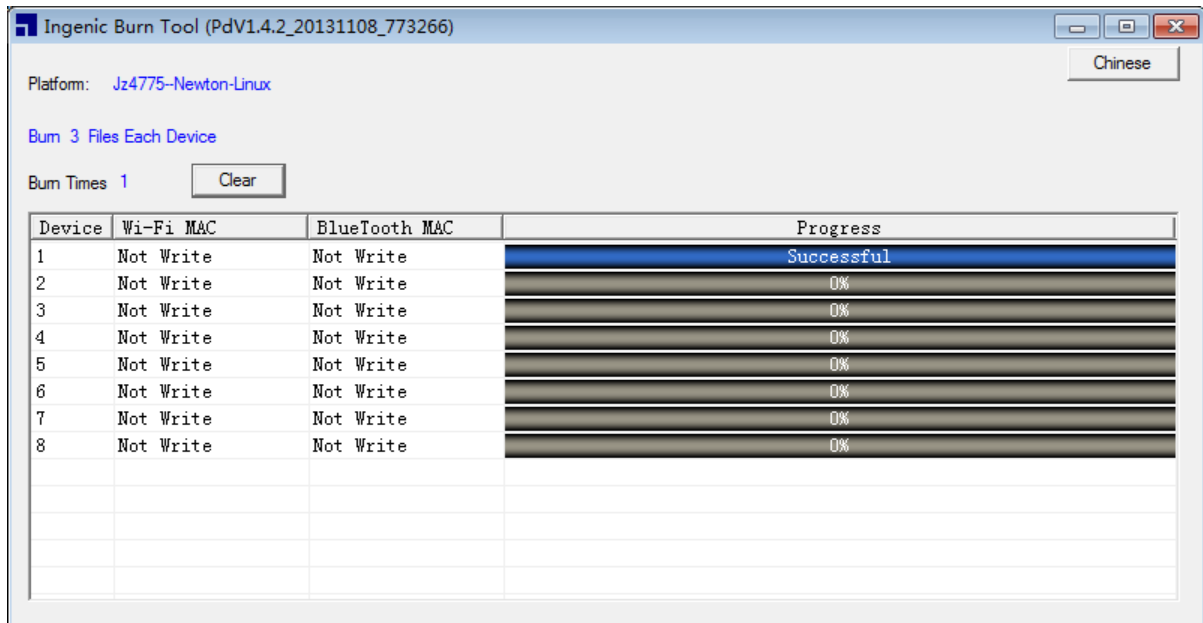 Ingenic Burn Tool (PdV1.4.2_20131108_773266)
Chinese
Platform: Jz4775--Newton-Linux
Burn 3 Files Each Device
Burn Times 1 Clear
Device Wi-Fi MAC BlueTooth MAC Progress
1 Not Write Not Write Successful
2 Not Write Not Write 0%
3 Not Write Not Write 0%
4 Not Write Not Write 0%
5 Not Write Not Write 0%
6 Not Write Not Write 0%
7 Not Write Not Write 0%
8 Not Write Not Write 0%